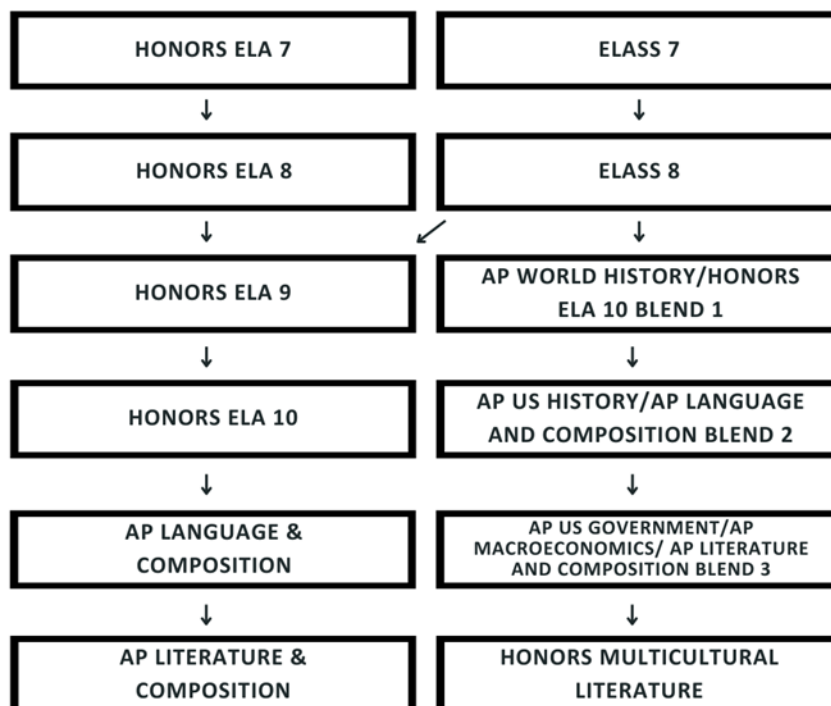 HONORS ELA 7
ELASS 7
↓
↓
HONORS ELA 8
ELASS 8
↓
↙
↓
HONORS ELA 9
AP WORLD HISTORY/HONORS
ELA 10 BLEND 1
↓
↓
HONORS ELA 10
AP US HISTORY/AP LANGUAGE
AND COMPOSITION BLEND 2
↓
↓
AP LANGUAGE &
COMPOSITION
AP US GOVERNMENT/AP
MACROECONOMICS/ AP LITERATURE
AND COMPOSITION BLEND 3
↓
↓
AP LITERATURE &
COMPOSITION
HONORS MULTICULTURAL
LITERATURE